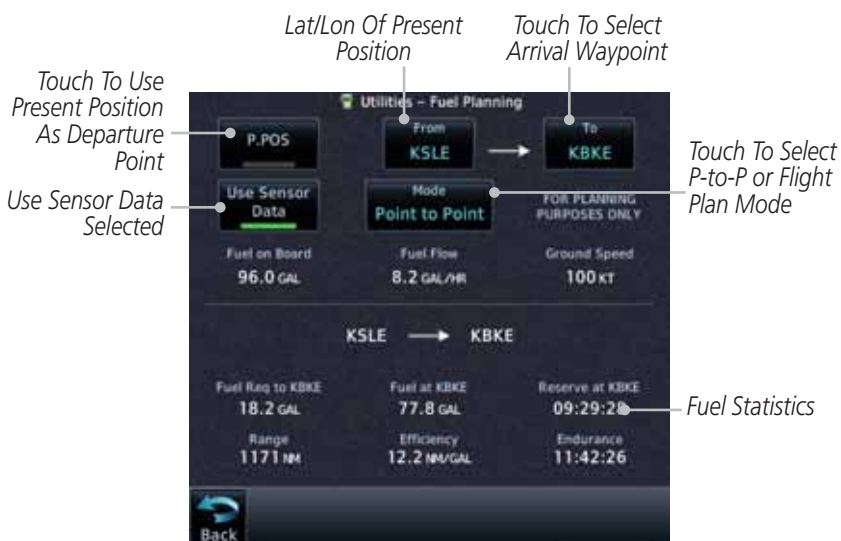 Lat/Lon Of Present
Position
Touch To Select
Arrival Waypoint
Touch To Use
Present Position
As Departure
Point
Use Sensor Data
Selected
Touch To Select
P-to-P or Flight
Plan Mode
Fuel Statistics
Utilities – Fuel Planning
P.POS
From
KSLE
To
KBKE
Use Sensor
Data
Mode
Point to Point
FOR PLANNING
PURPOSES ONLY
Fuel on Board
96.0 GAL
Fuel Flow
8.2 GAL/HR
Ground Speed
100 KT
KSLE KBKE
Fuel Req to KBKE
18.2 GAL
Fuel at KBKE
77.8 GAL
Reserve at KBKE
09:29:28
Range
1171 NM
Efficiency
12.2 NM/GAL
Endurance
11:42:26
Back